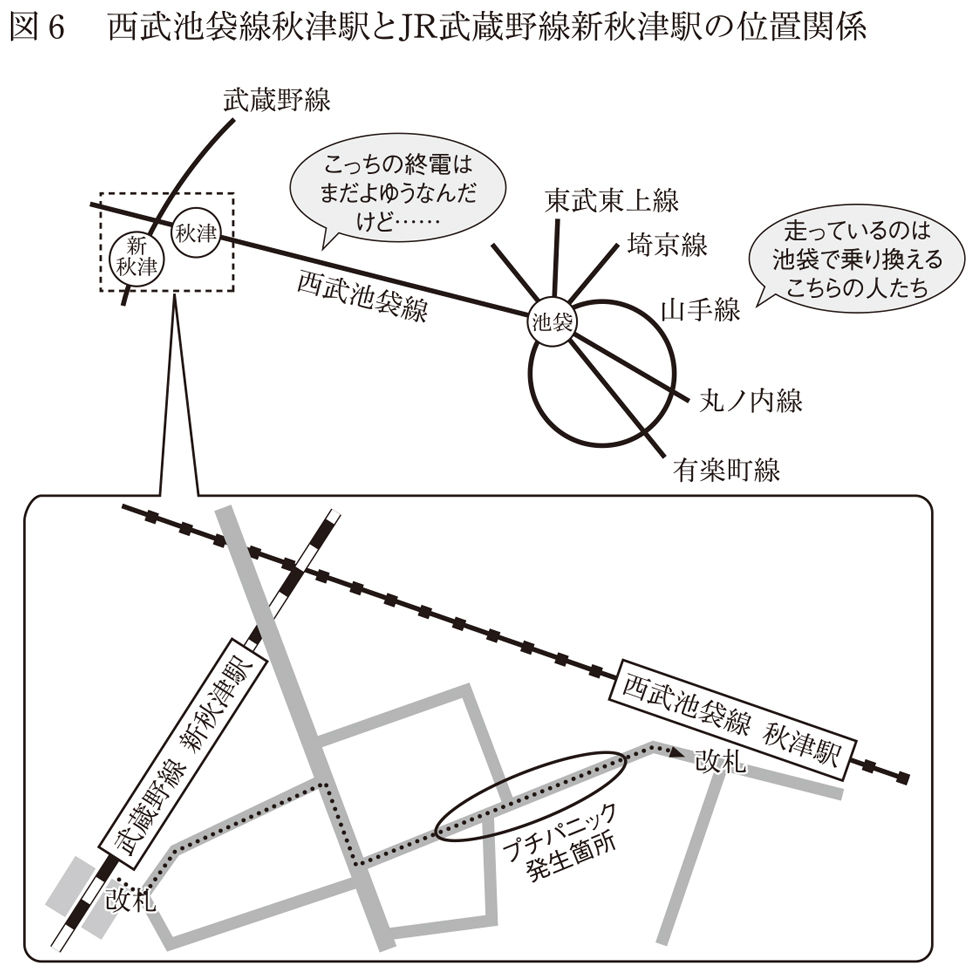 図6　西武池袋線秋津駅とJR武蔵野線新秋津駅の位置関係
武蔵野線
こっちの終電は
まだよゆうなんだ
けど……
東武東上線
埼京線
走っているのは
池袋で乗り換える
こちらの人たち
秋津
新
秋津
西武池袋線
池袋
山手線
丸ノ内線
有楽町線
武蔵野線 新秋津駅
西武池袋線 秋津駅
改札
プチパニック
発生箇所
改札